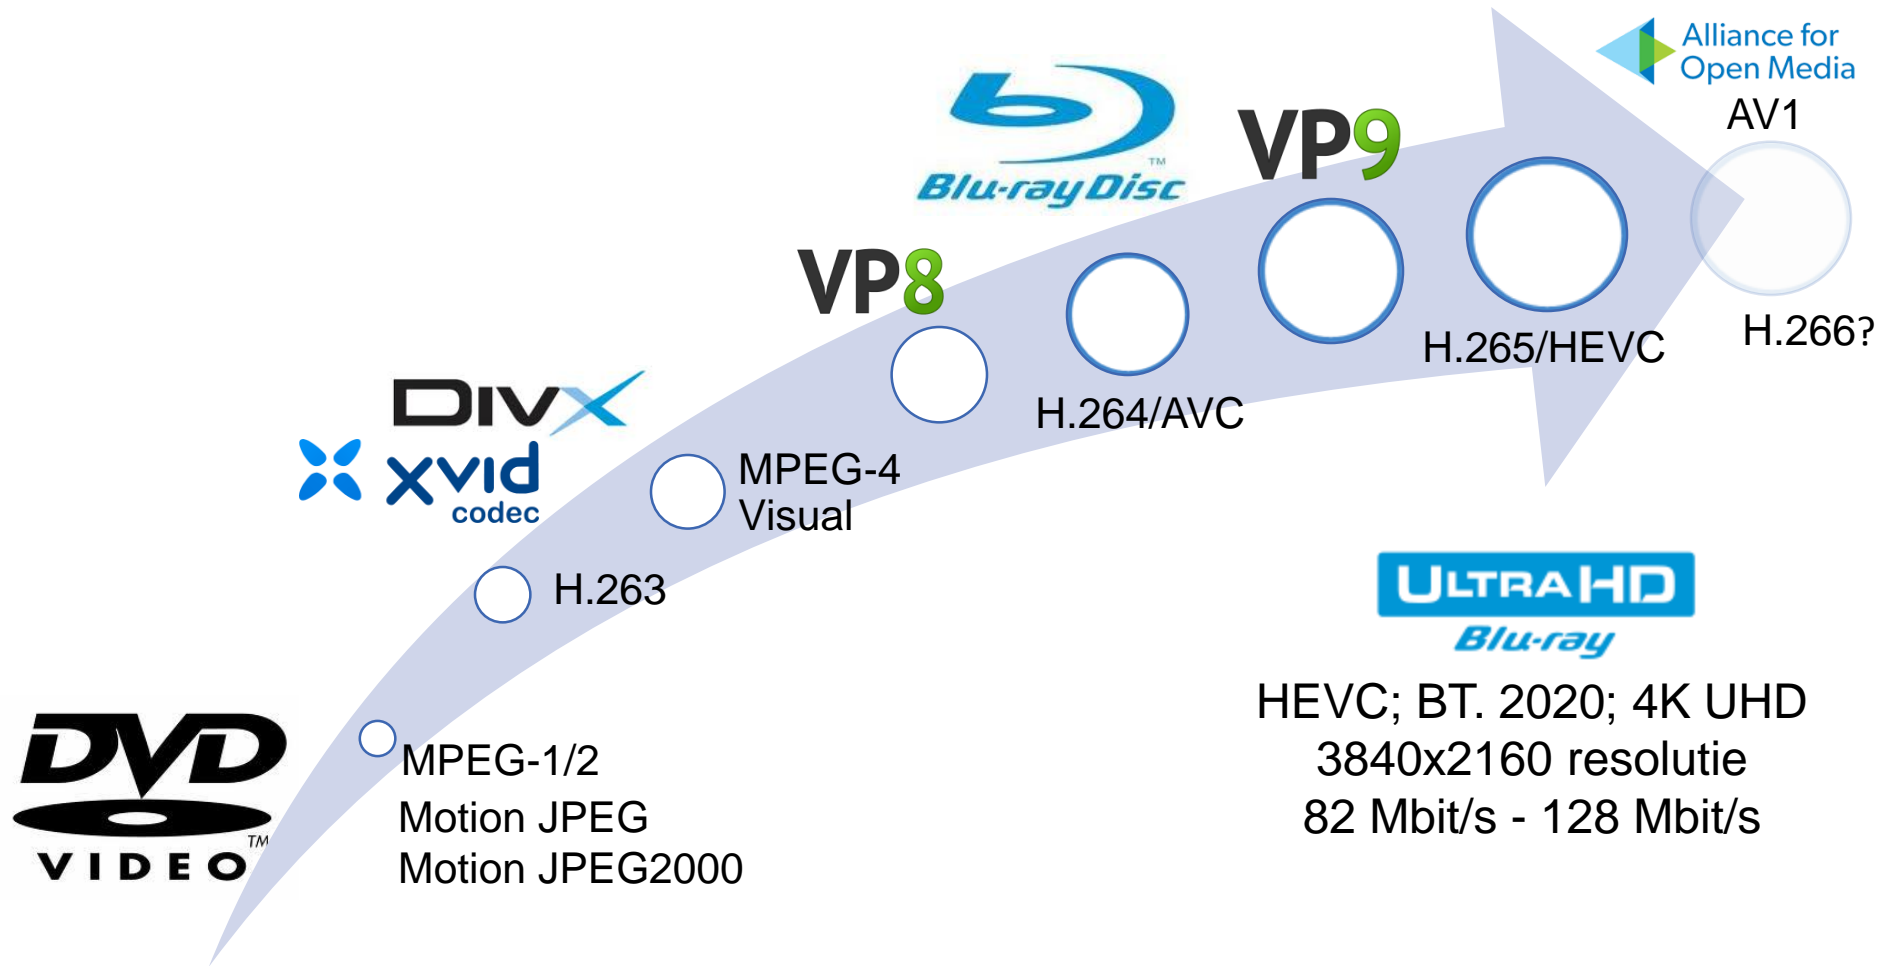 Alliance for
Open Media
AV1
H.266?
VP9
H.265/HEVC
TM
Blu-ray Disc
H.264/AVC
VP8
DIVX
xvid
codec
MPEG-4
Visual
H.263
DVD
TM
VIDEO
MPEG-1/2
Motion JPEG
Motion JPEG2000
ULTRA HD
Blu-ray
HEVC; BT. 2020; 4K UHD
3840x2160 resolutie
82 Mbit/s - 128 Mbit/s